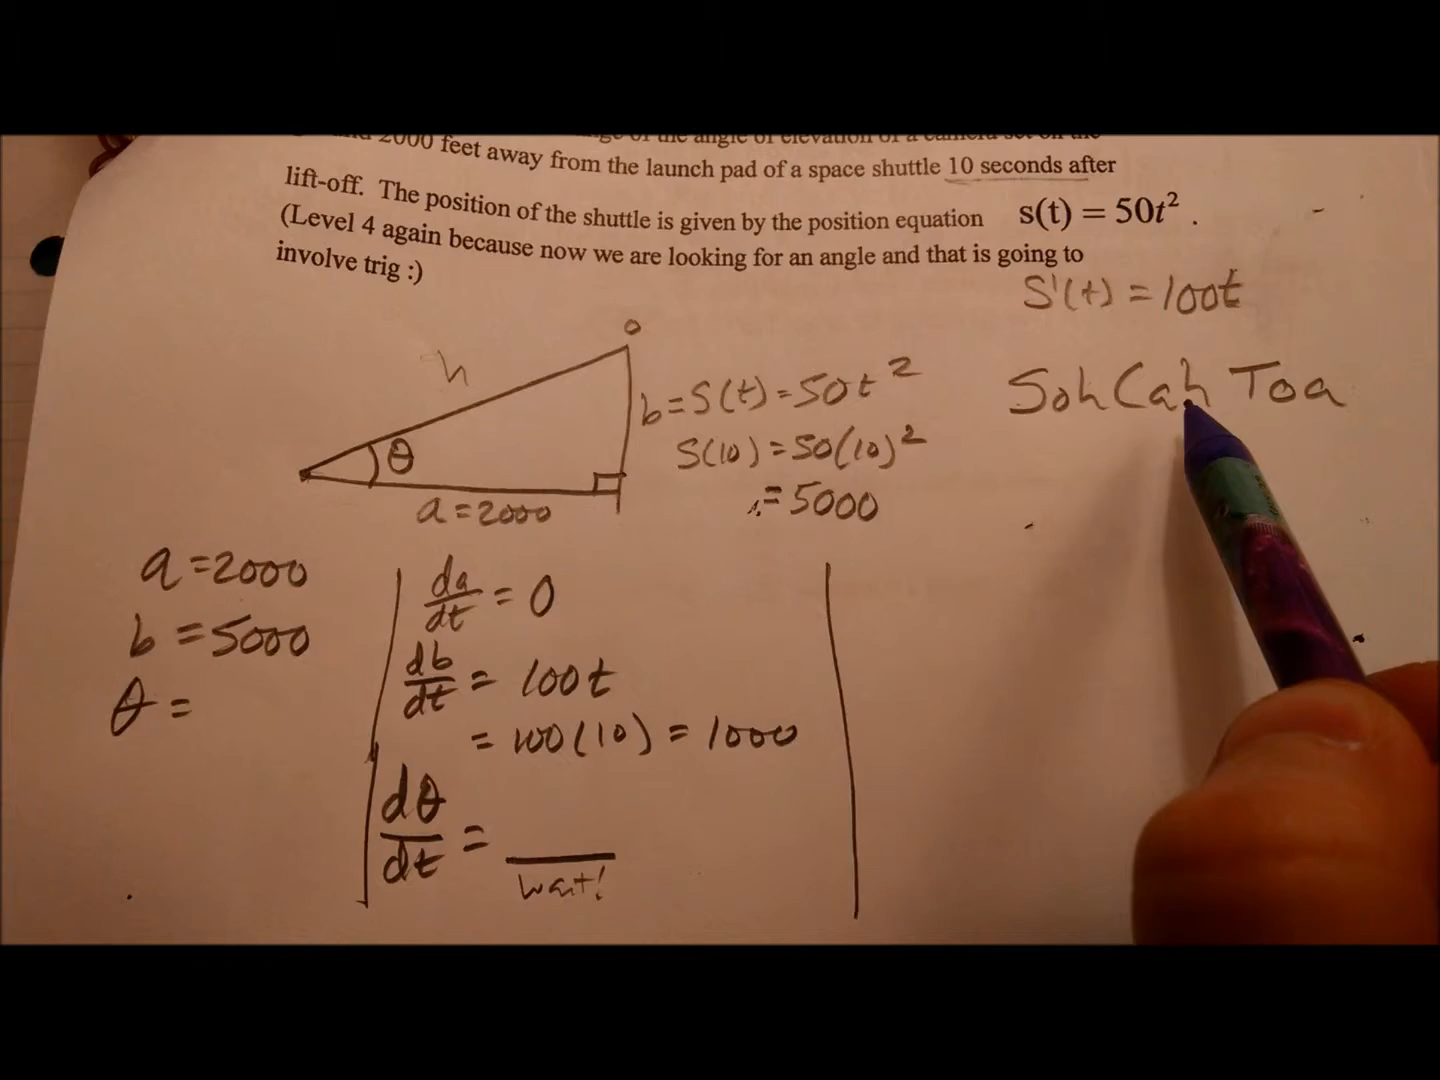 2000 feet away from the launch pad of a space shuttle 10 seconds after
lift-off. The position of the shuttle is given by the position equation s(t) = 50t² .
(Level 4 again because now we are looking for an angle and that is going to
involve trig :)
S'(t) = 100t
h
b = S(t) = 50t²
Soh Cah Toa
θ
S(10) = 50(10)²
a = 2000
= 5000
a = 2000
b = 5000
θ =
da/dt = 0
db/dt = 100t
= 100(10) = 1000
dθ/dt =
wait!